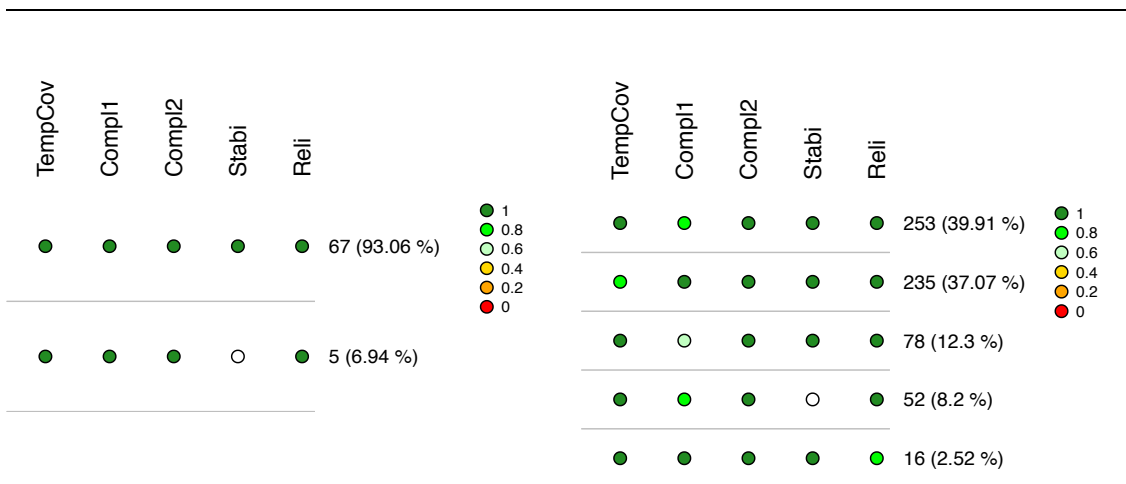 TempCov
Compl1
Compl2
Stabi
Reli
67 (93.06 %)
5 (6.94 %)
1
0.8
0.6
0.4
0.2
0
TempCov
Compl1
Compl2
Stabi
Reli
253 (39.91 %)
235 (37.07 %)
78 (12.3 %)
52 (8.2 %)
16 (2.52 %)
1
0.8
0.6
0.4
0.2
0